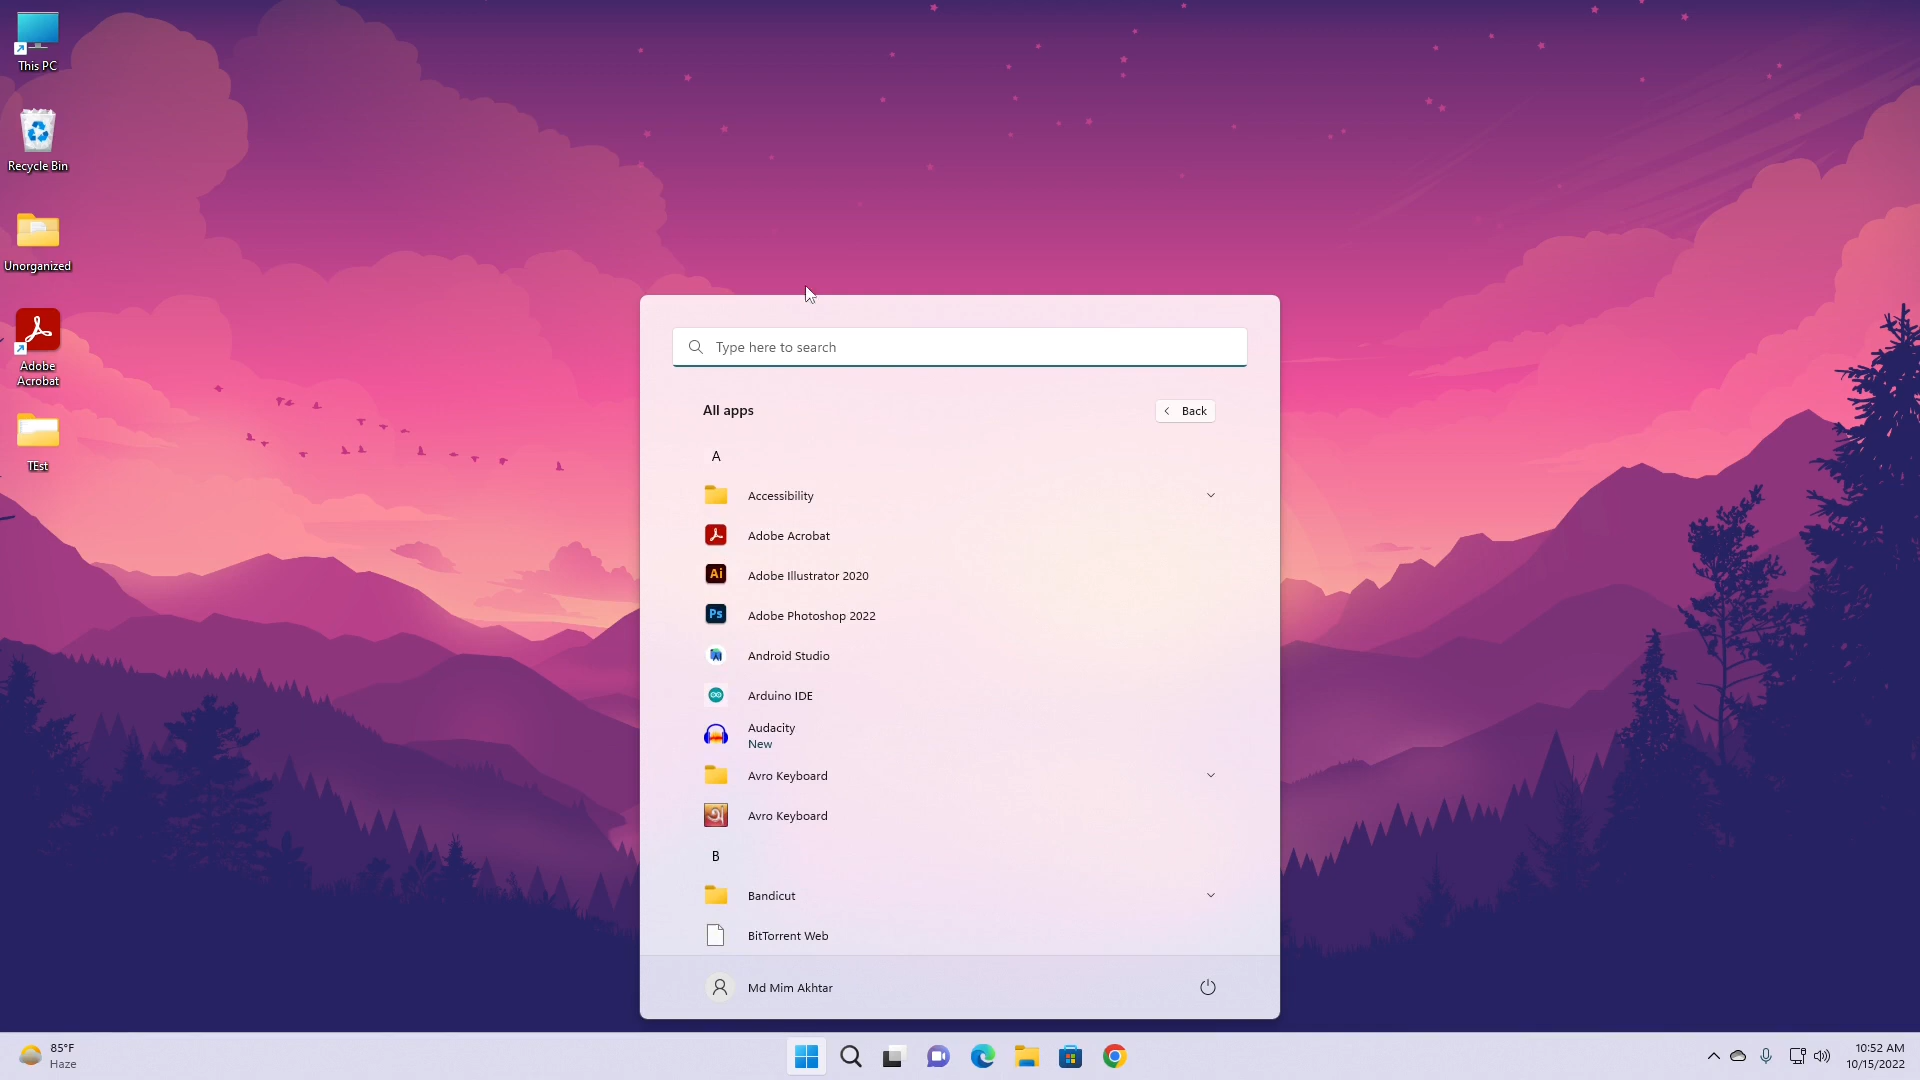 This PC
Recycle Bin
Unorganized
Adobe
Acrobat
TEst
Type here to search
All apps
Back
A
Accessibility
Adobe Acrobat
Ai
Adobe Illustrator 2020
Ps
Adobe Photoshop 2022
Android Studio
Arduino IDE
Audacity
New
Avro Keyboard
অ
Avro Keyboard
B
Bandicut
BitTorrent Web
Md Mim Akhtar
85°F
Haze
10:52 AM
10/15/2022